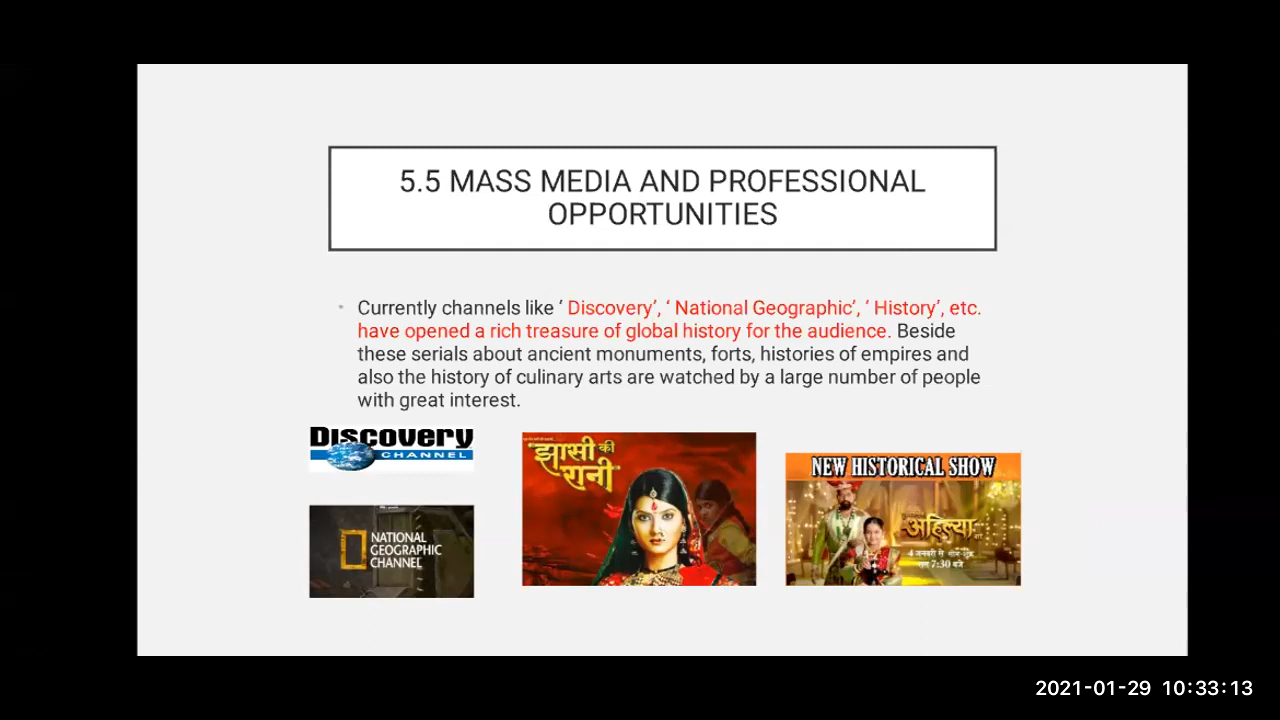 5.5 MASS MEDIA AND PROFESSIONAL
OPPORTUNITIES
Currently channels like ‘ Discovery’, ‘ National Geographic’, ‘ History’, etc.
have opened a rich treasure of global history for the audience. Beside
these serials about ancient monuments, forts, histories of empires and
also the history of culinary arts are watched by a large number of people
with great interest.
Discovery
CHANNEL
NATIONAL
GEOGRAPHIC
CHANNEL
झासी की
रानी
NEW HISTORICAL SHOW
अहिल्या
4 जनवरी से सोम-शुक्र
रात 7:30 बजे
2021-01-29 10:33:13